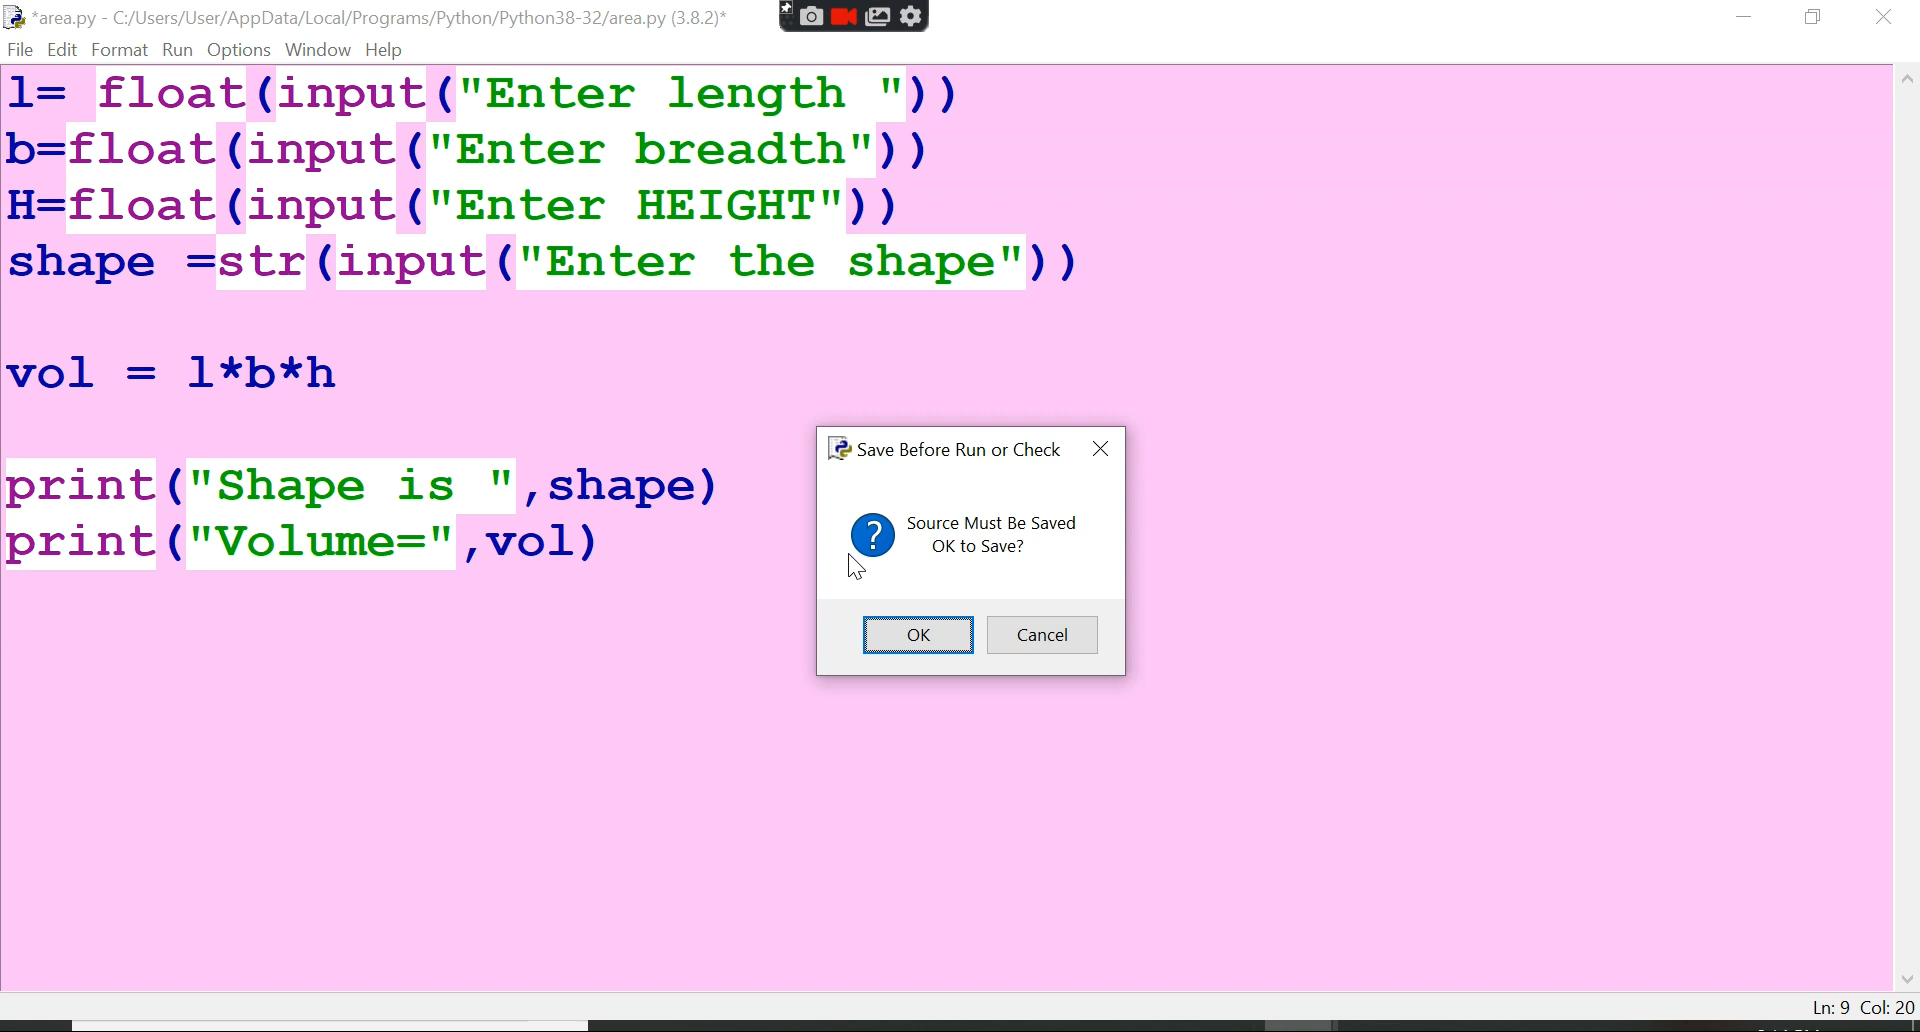 *area.py - C:/Users/User/AppData/Local/Programs/Python/Python38-32/area.py (3.8.2)*
File Edit Format Run Options Window Help
l= float(input("Enter length "))
b=float(input("Enter breadth"))
H=float(input("Enter HEIGHT"))
shape =str(input("Enter the shape"))
vol = l*b*h
print("Shape is ",shape)
print("Volume=",vol)
Save Before Run or Check
Source Must Be Saved
OK to Save?
OK Cancel
Ln: 9 Col: 20